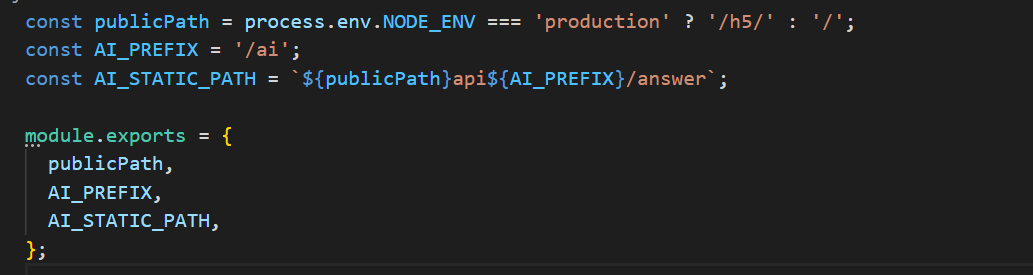 const publicPath = process.env.NODE_ENV === 'production' ? '/h5/' : '/';
const AI_PREFIX = '/ai';
const AI_STATIC_PATH = `${publicPath}api${AI_PREFIX}/answer`;
module.exports = {
publicPath,
AI_PREFIX,
AI_STATIC_PATH,
};